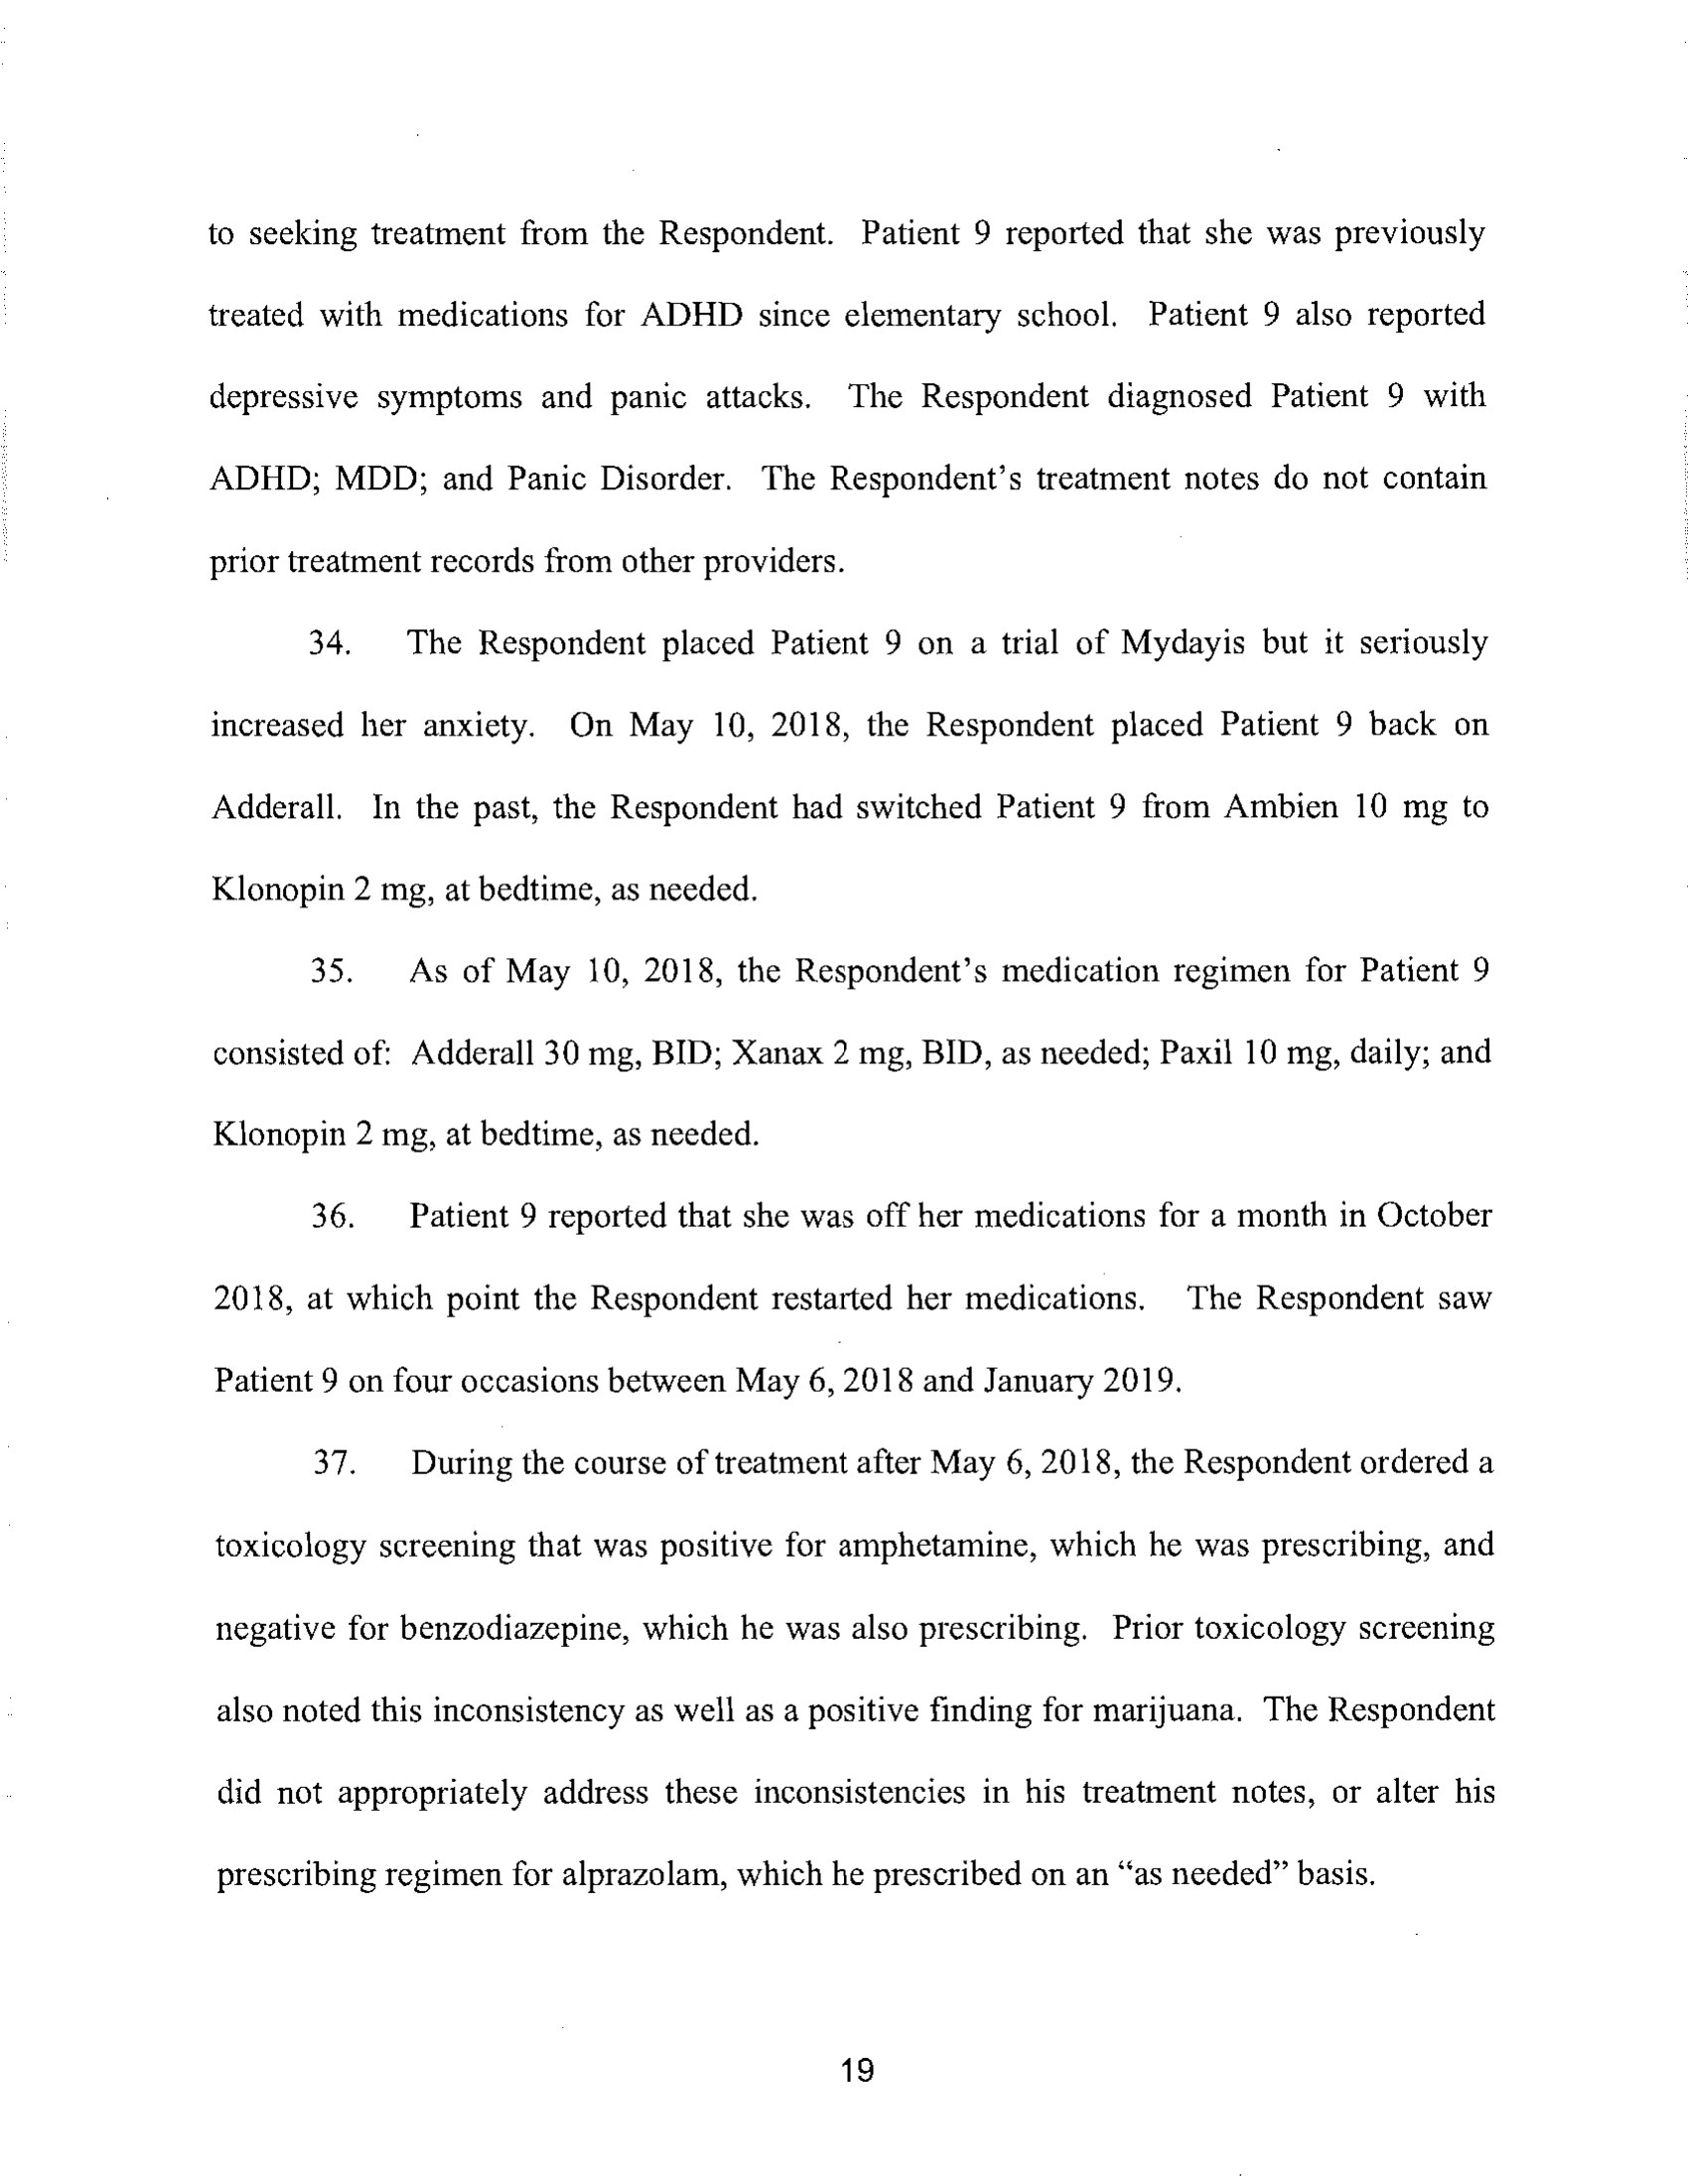 to seeking treatment from the Respondent. Patient 9 reported that she was previously
treated with medications for ADHD since elementary school. Patient 9 also reported
depressive symptoms and panic attacks. The Respondent diagnosed Patient 9 with
ADHD; MDD; and Panic Disorder. The Respondent's treatment notes do not contain
prior treatment records from other providers.
34. The Respondent placed Patient 9 on a trial of Mydayis but it seriously
increased her anxiety. On May 10, 2018, the Respondent placed Patient 9 back on
Adderall. In the past, the Respondent had switched Patient 9 from Ambien 10 mg to
Klonopin 2 mg, at bedtime, as needed.
35. As of May 10, 2018, the Respondent's medication regimen for Patient 9
consisted of: Adderall 30 mg, BID; Xanax 2 mg, BID, as needed; Paxil 10 mg, daily; and
Klonopin 2 mg, at bedtime, as needed.
36. Patient 9 reported that she was off her medications for a month in October
2018, at which point the Respondent restarted her medications. The Respondent saw
Patient 9 on four occasions between May 6, 2018 and January 2019.
37. During the course of treatment after May 6, 2018, the Respondent ordered a
toxicology screening that was positive for amphetamine, which he was prescribing, and
negative for benzodiazepine, which he was also prescribing. Prior toxicology screening
also noted this inconsistency as well as a positive finding for marijuana. The Respondent
did not appropriately address these inconsistencies in his treatment notes, or alter his
prescribing regimen for alprazolam, which he prescribed on an “as needed” basis.
19